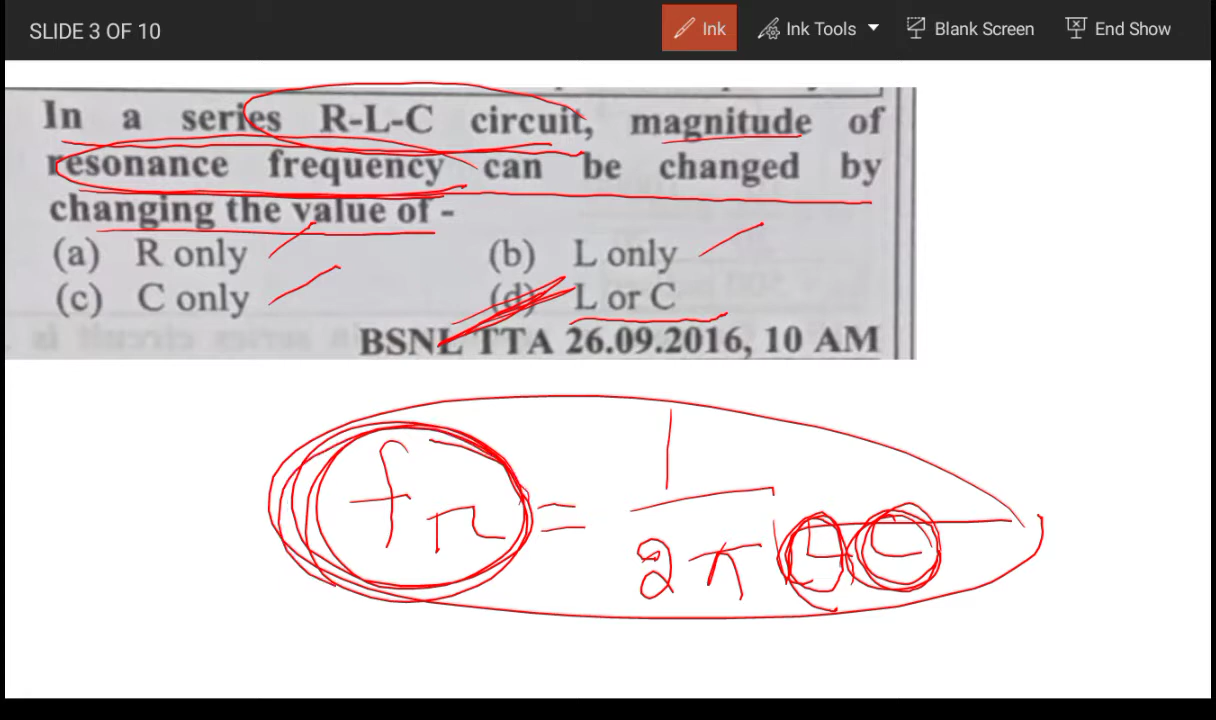 SLIDE 3 OF 10 Ink Ink Tools Blank Screen End Show
In a series R-L-C circuit, magnitude of
resonance frequency can be changed by
changing the value of -
(a) R only (b) L only
(c) C only (d) L or C
BSNL TTA 26.09.2016, 10 AM
fr = 1
2π√LC